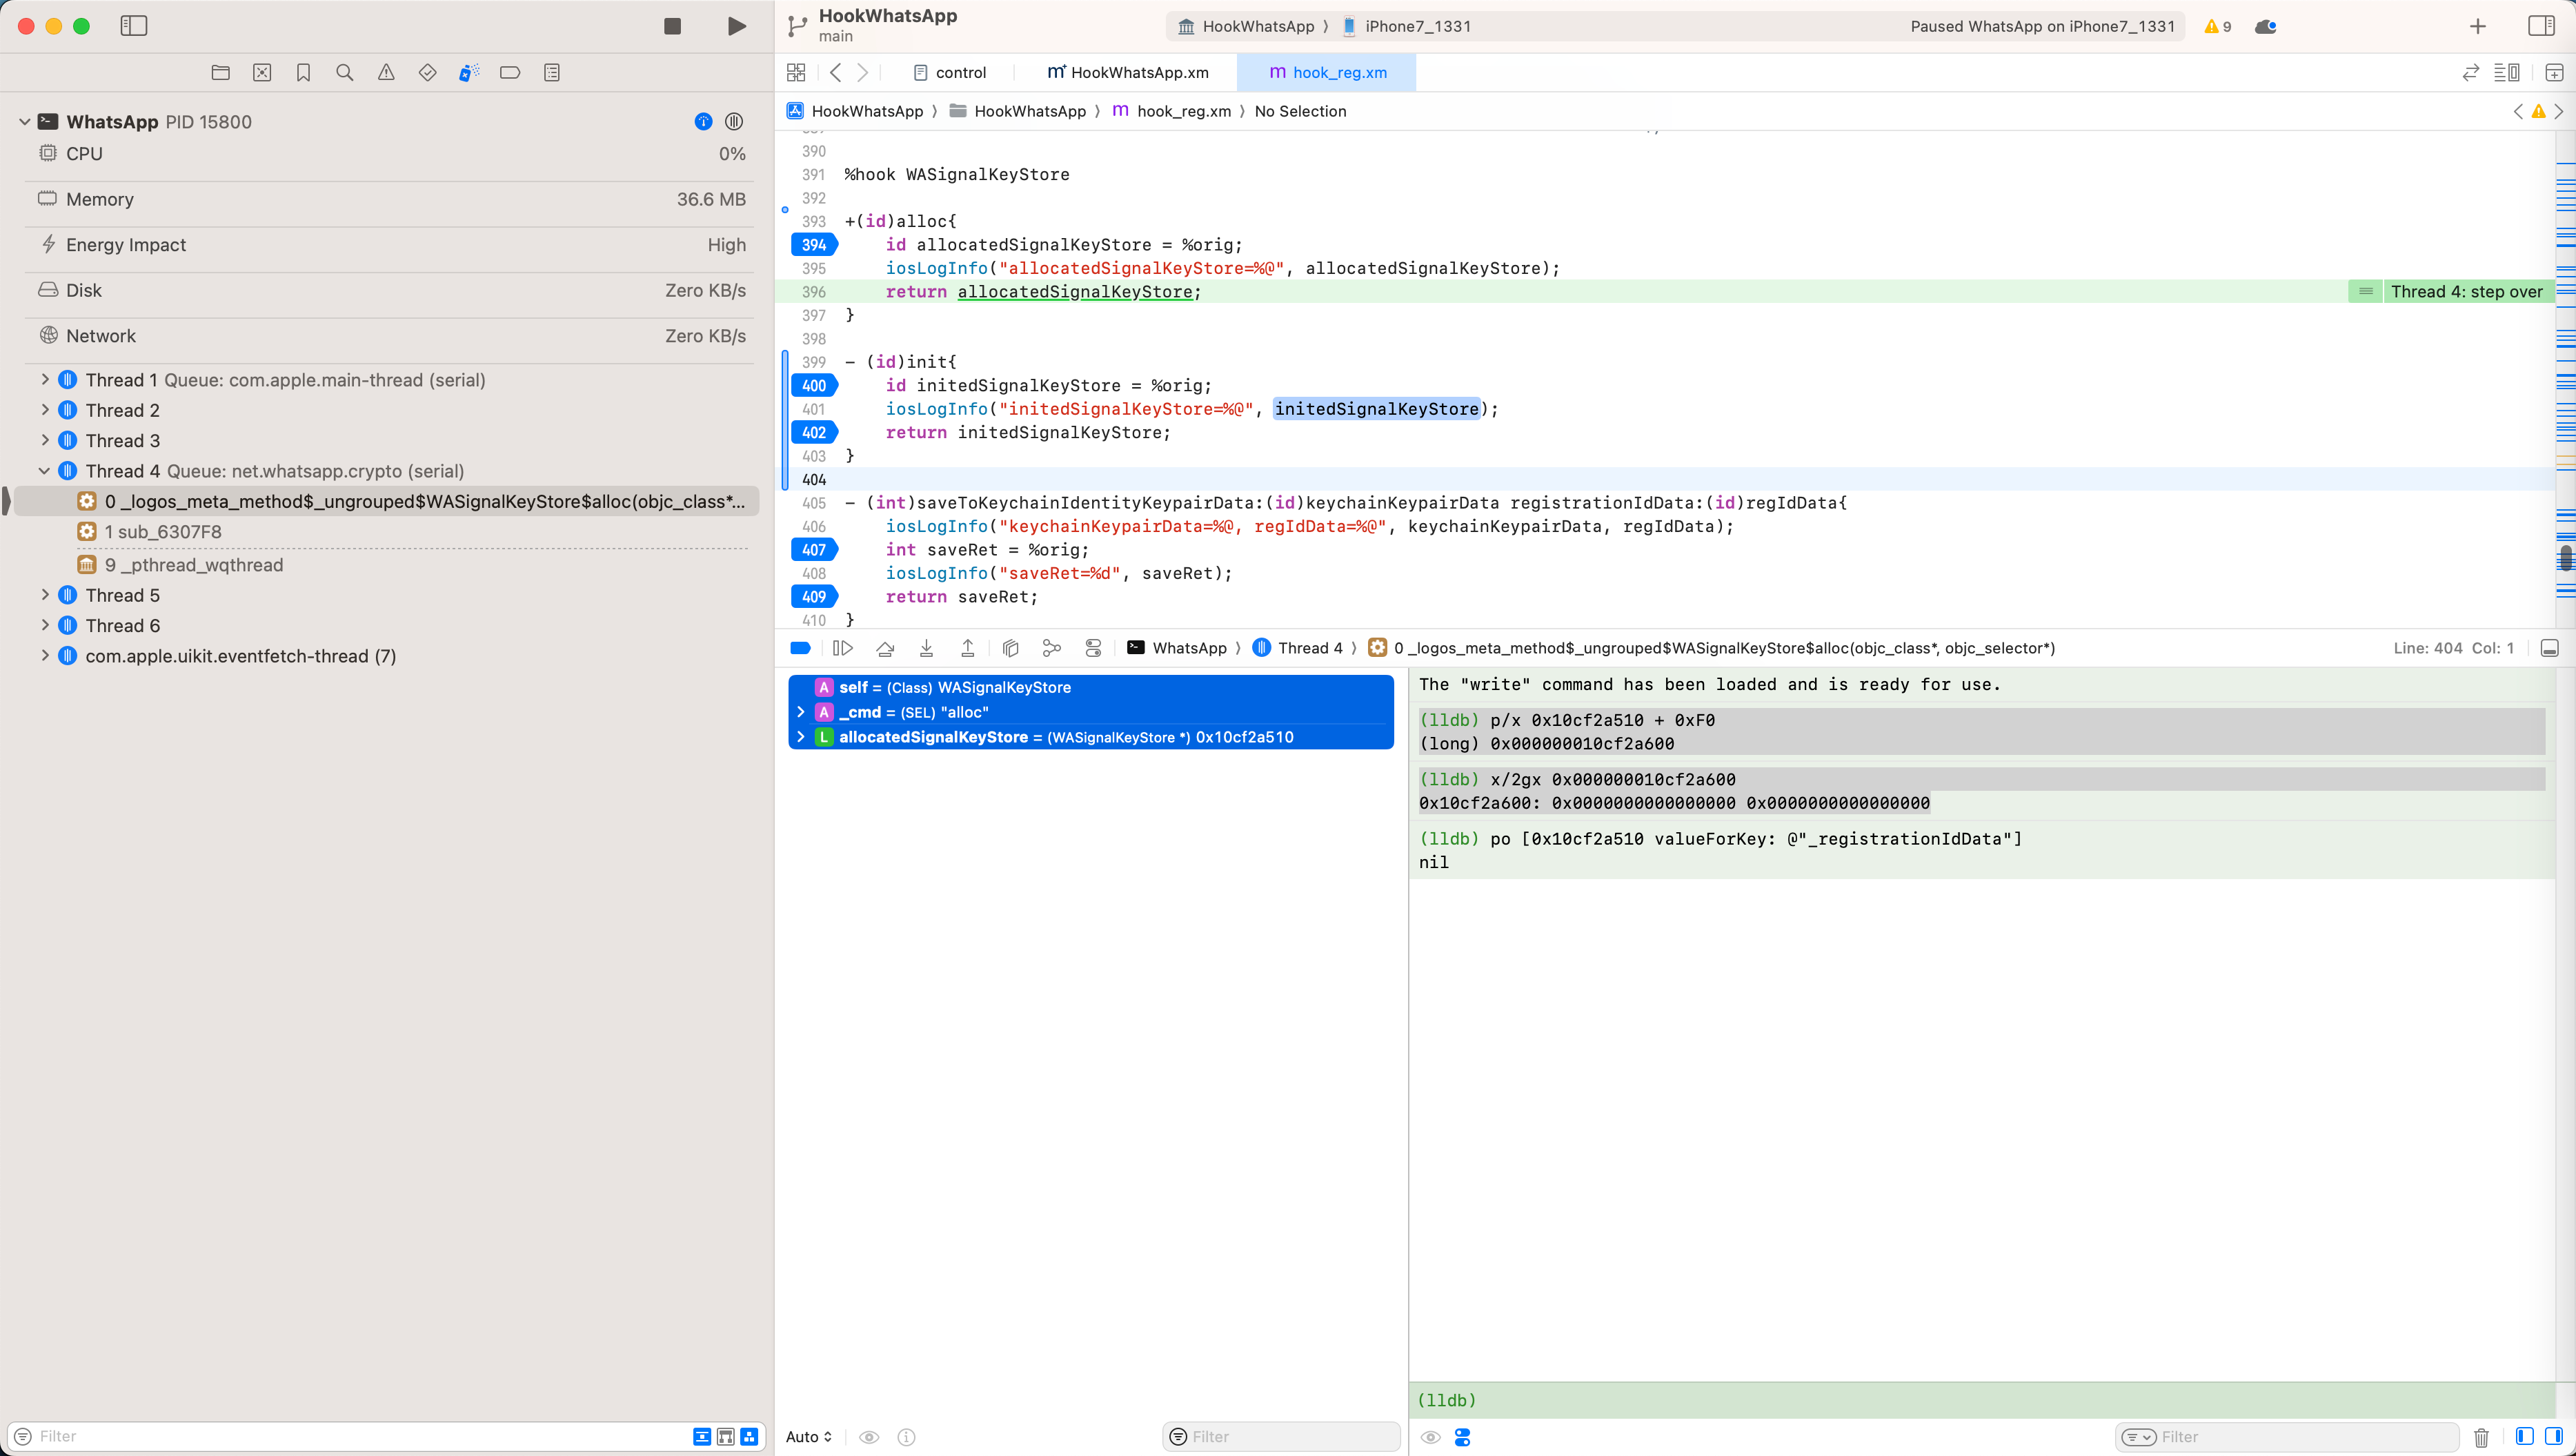 HookWhatsApp
main
HookWhatsApp 〉 iPhone7_1331
Paused WhatsApp on iPhone7_1331
9
control
HookWhatsApp.xm
hook_reg.xm
HookWhatsApp 〉 HookWhatsApp 〉 hook_reg.xm 〉 No Selection
WhatsApp PID 15800
CPU 0%
Memory 36.6 MB
Energy Impact High
Disk Zero KB/s
Network Zero KB/s
Thread 1 Queue: com.apple.main-thread (serial)
Thread 2
Thread 3
Thread 4 Queue: net.whatsapp.crypto (serial)
0 _logos_meta_method$_ungrouped$WASignalKeyStore$alloc(objc_class*...
1 sub_6307F8
9 _pthread_wqthread
Thread 5
Thread 6
com.apple.uikit.eventfetch-thread (7)
Filter
390
391 %hook WASignalKeyStore
392
393 +(id)alloc{
394 id allocatedSignalKeyStore = %orig;
395 iosLogInfo("allocatedSignalKeyStore=%@", allocatedSignalKeyStore);
396 return allocatedSignalKeyStore;
Thread 4: step over
397 }
398
399 - (id)init{
400 id initedSignalKeyStore = %orig;
401 iosLogInfo("initedSignalKeyStore=%@", initedSignalKeyStore);
402 return initedSignalKeyStore;
403 }
404
405 - (int)saveToKeychainIdentityKeypairData:(id)keychainKeypairData registrationIdData:(id)regIdData{
406 iosLogInfo("keychainKeypairData=%@, regIdData=%@", keychainKeypairData, regIdData);
407 int saveRet = %orig;
408 iosLogInfo("saveRet=%d", saveRet);
409 return saveRet;
410 }
WhatsApp 〉 Thread 4 〉 0 _logos_meta_method$_ungrouped$WASignalKeyStore$alloc(objc_class*, objc_selector*)
Line: 404 Col: 1
A self = (Class) WASignalKeyStore
A _cmd = (SEL) "alloc"
L allocatedSignalKeyStore = (WASignalKeyStore *) 0x10cf2a510
Auto
Filter
The "write" command has been loaded and is ready for use.
(lldb) p/x 0x10cf2a510 + 0xF0
(long) 0x000000010cf2a600
(lldb) x/2gx 0x000000010cf2a600
0x10cf2a600: 0x0000000000000000 0x0000000000000000
(lldb) po [0x10cf2a510 valueForKey: @"_registrationIdData"]
nil
(lldb)
Filter